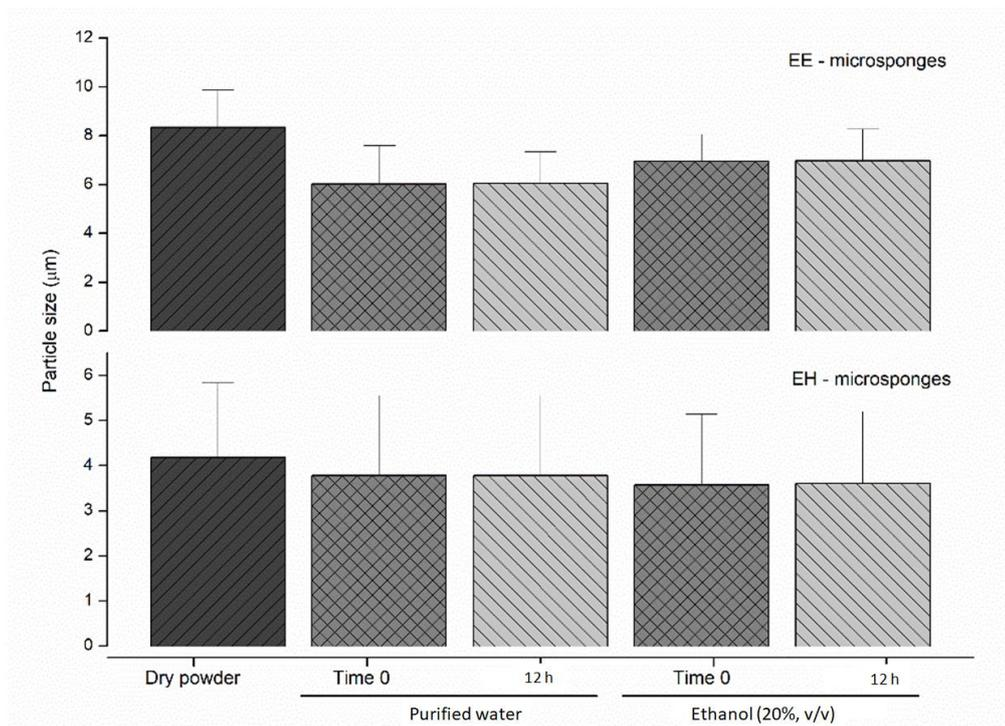 12
10
8
6
4
2
0
EE - microsponges
Particle size (μm)
6
5
4
3
2
1
0
EH - microsponges
Dry powder Time 0 12 h Time 0 12 h
Purified water Ethanol (20%, v/v)